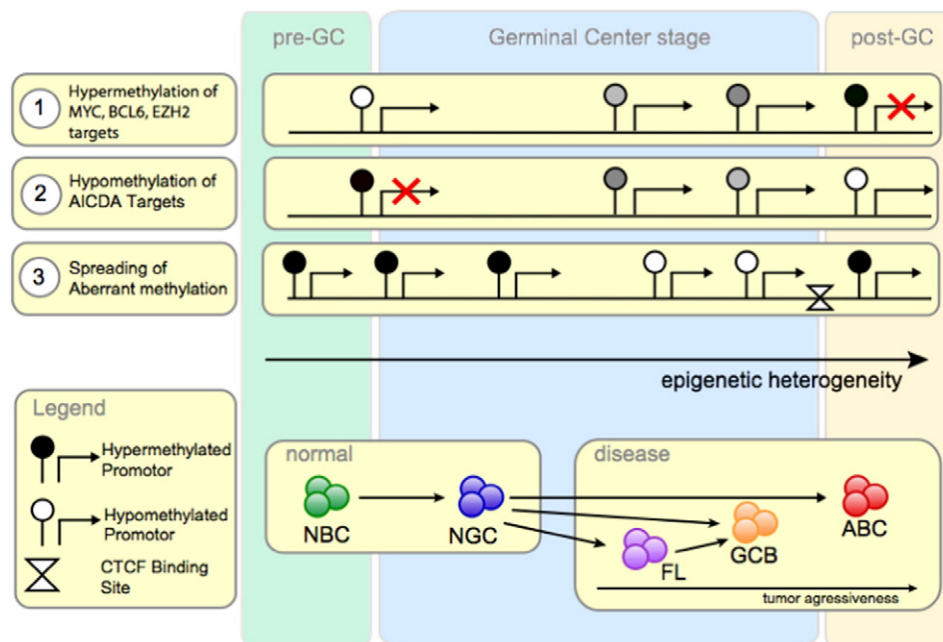 pre-GC
Germinal Center stage
post-GC
1
Hypermethylation of
MYC, BCL6, EZH2
targets
2
Hypomethylation of
AICDA Targets
3
Spreading of
Aberrant methylation
epigenetic heterogeneity
Legend
Hypermethylated
Promotor
Hypomethylated
Promotor
CTCF Binding
Site
normal
NBC
NGC
disease
FL
GCB
ABC
tumor agressiveness